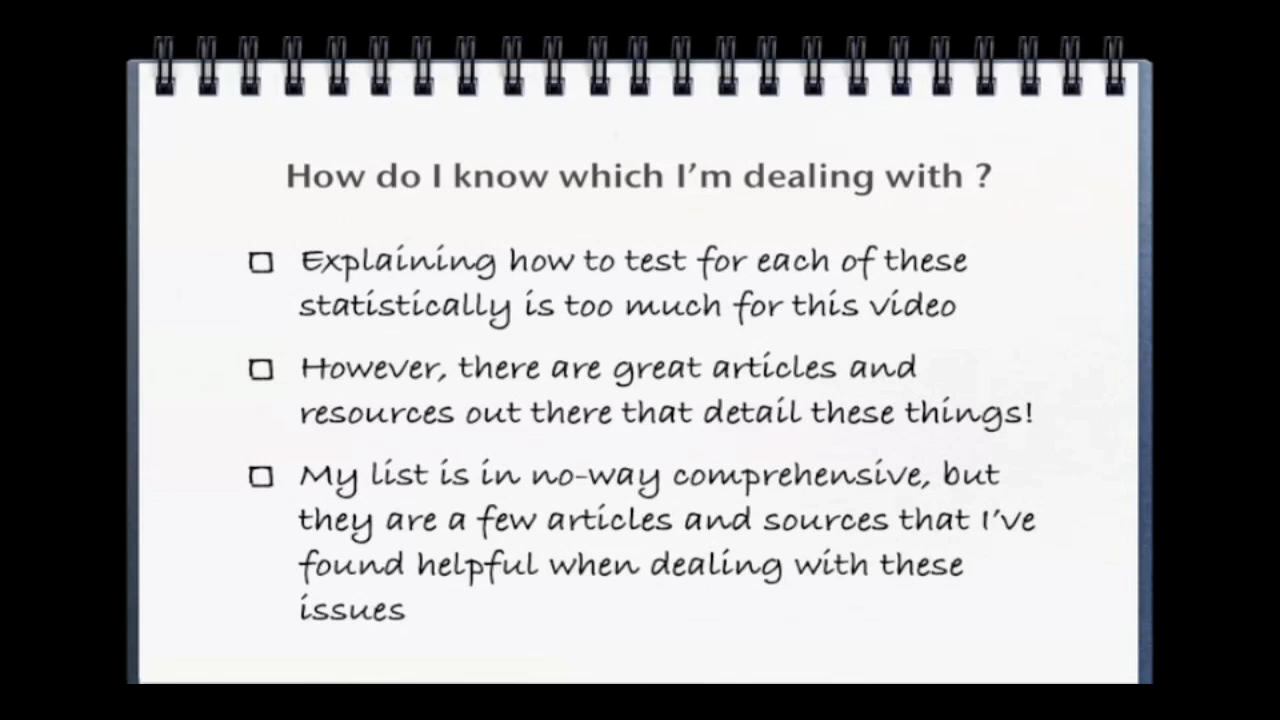 How do I know which I'm dealing with ?
Explaining how to test for each of these
statistically is too much for this video
However, there are great articles and
resources out there that detail these things!
My list is in no-way comprehensive, but
they are a few articles and sources that I've
found helpful when dealing with these
issues